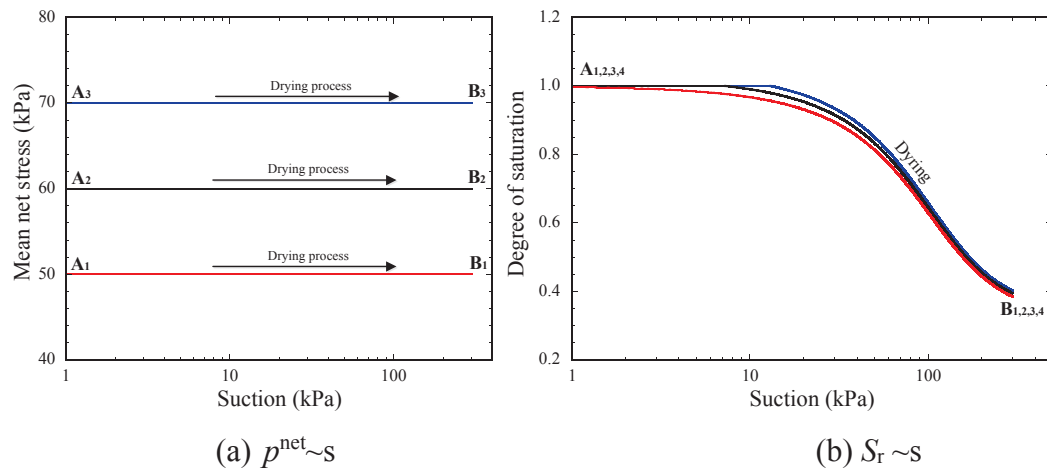 80
70
60
50
40
Mean net stress (kPa)
A3
Drying process
B3
A2
Drying process
B2
A1
Drying process
B1
1
10
100
Suction (kPa)
(a) pnet~s
1.2
1.0
0.8
0.6
0.4
0.2
Degree of saturation
A1,2,3,4
Dyring
B1,2,3,4
1
10
100
Suction (kPa)
(b) Sr ~s